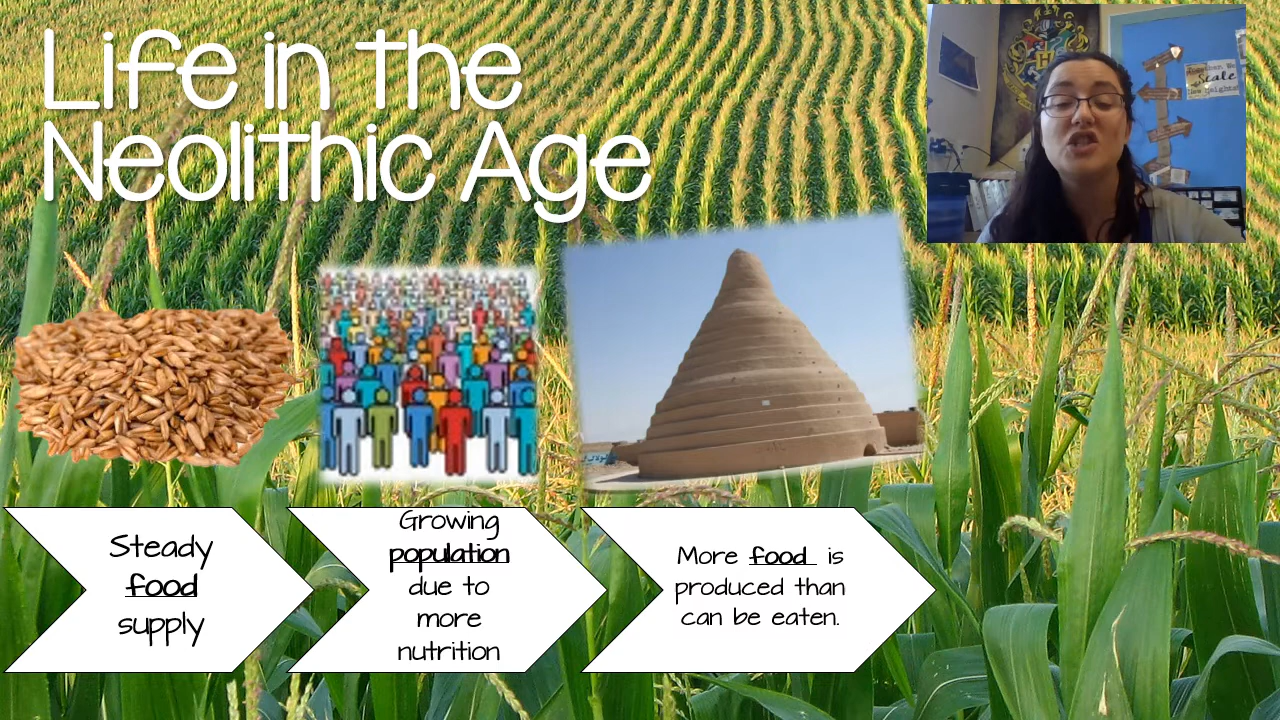 Life in the
Neolithic Age
Steady
food
supply
Growing
population
due to
more
nutrition
More food is
produced than
can be eaten.
Scale